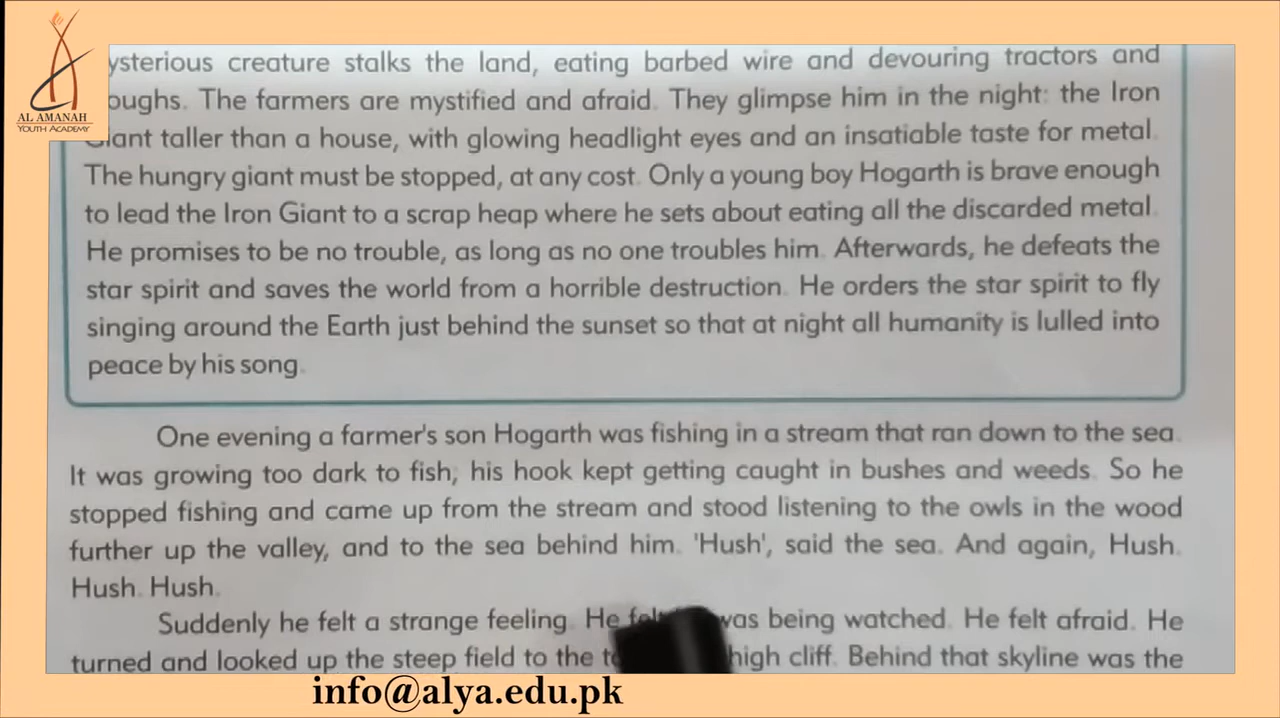 AL AMANAH
YOUTH ACADEMY
ysterious creature stalks the land, eating barbed wire and devouring tractors and
oughs. The farmers are mystified and afraid. They glimpse him in the night: the Iron
Giant taller than a house, with glowing headlight eyes and an insatiable taste for metal.
The hungry giant must be stopped, at any cost. Only a young boy Hogarth is brave enough
to lead the Iron Giant to a scrap heap where he sets about eating all the discarded metal.
He promises to be no trouble, as long as no one troubles him. Afterwards, he defeats the
star spirit and saves the world from a horrible destruction. He orders the star spirit to fly
singing around the Earth just behind the sunset so that at night all humanity is lulled into
peace by his song.
One evening a farmer's son Hogarth was fishing in a stream that ran down to the sea.
It was growing too dark to fish, his hook kept getting caught in bushes and weeds. So he
stopped fishing and came up from the stream and stood listening to the owls in the wood
further up the valley, and to the sea behind him. 'Hush', said the sea. And again, Hush.
Hush. Hush.
Suddenly he felt a strange feeling. He felt was being watched. He felt afraid. He
turned and looked up the steep field to the high cliff. Behind that skyline was the
info@alya.edu.pk